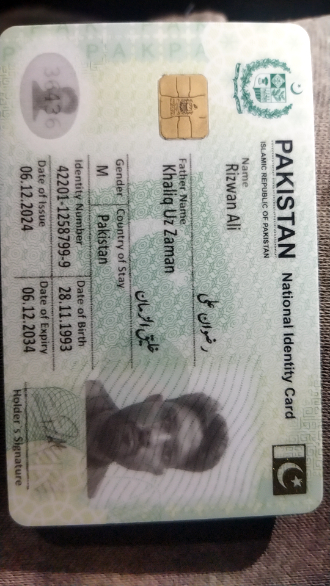 PAKISTAN National Identity Card
ISLAMIC REPUBLIC OF PAKISTAN
Name
Rizwan Ali
رضوان علی
Father Name
Khaliq Uz Zaman
خلیق الزمان
Gender Country of Stay
M Pakistan
Identity Number Date of Birth
42201-1258799-9 28.11.1993
Date of Issue Date of Expiry
06.12.2024 06.12.2034
Holder's Signature